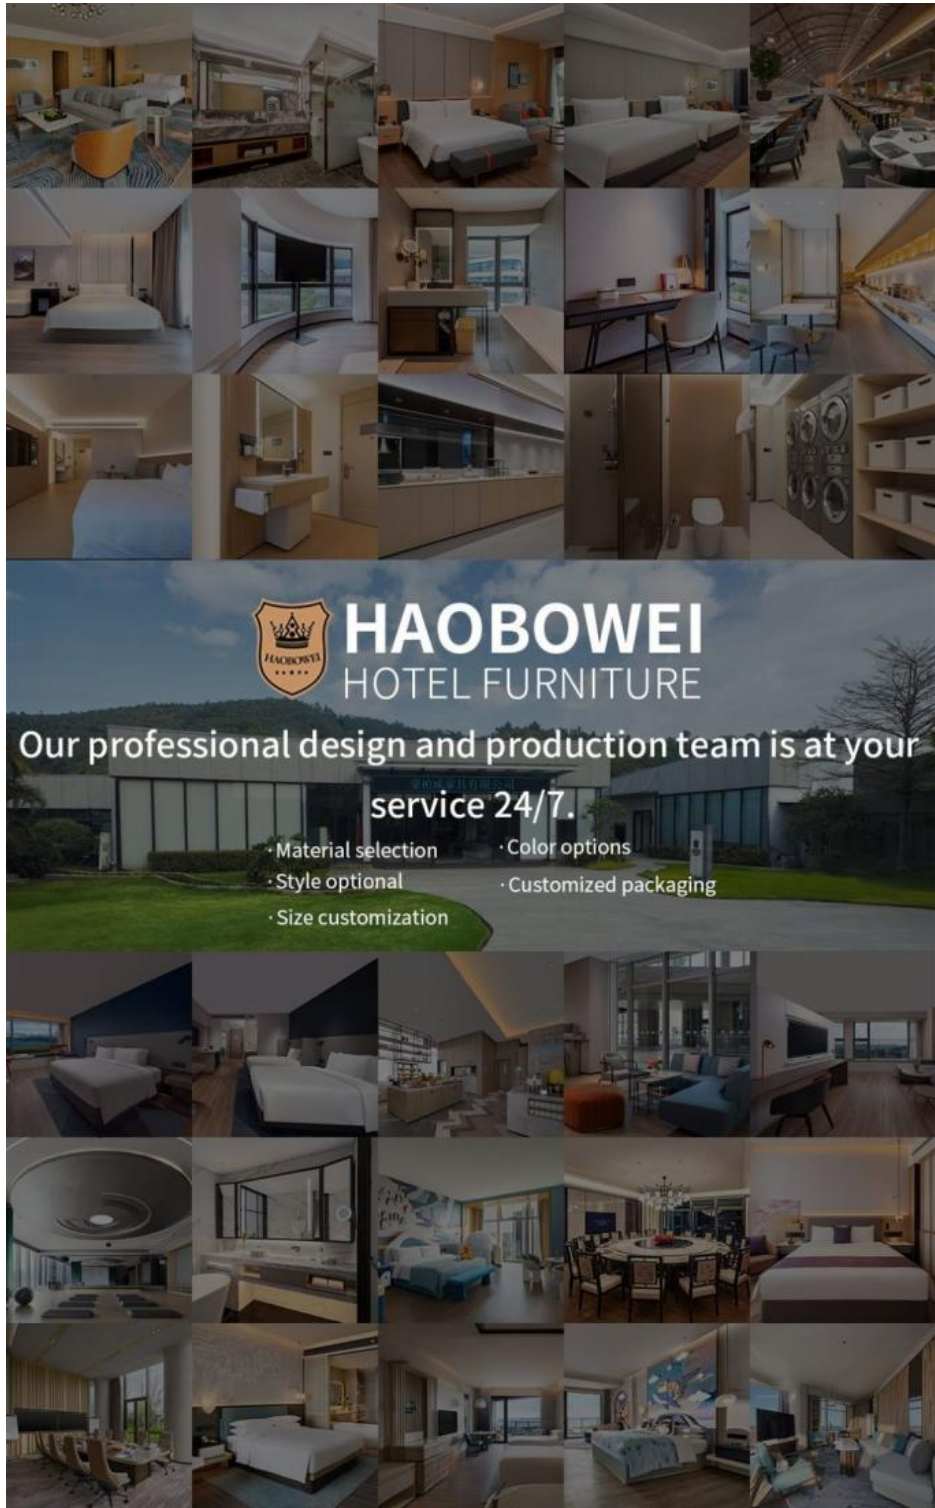 HAOBOWEI
HAOBOWEI
HOTEL FURNITURE
Our professional design and production team is at your
service 24/7.
·Material selection
·Color options
·Style optional
·Customized packaging
·Size customization